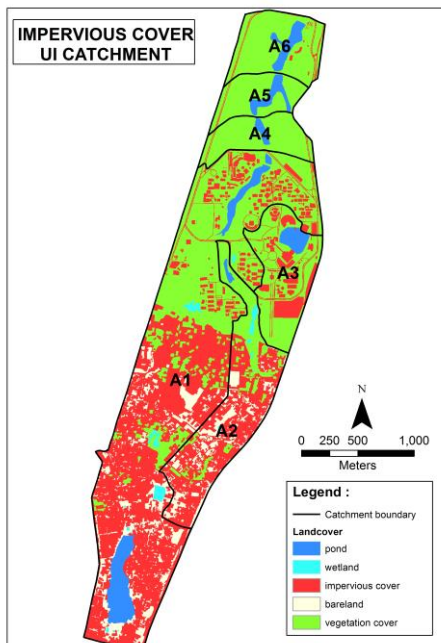 IMPERVIOUS COVER
UI CATCHMENT
A6
A5
A4
A3
A1
A2
N
0 250 500 1,000
Meters
Legend :
Catchment boundary
Landcover
pond
wetland
impervious cover
bareland
vegetation cover